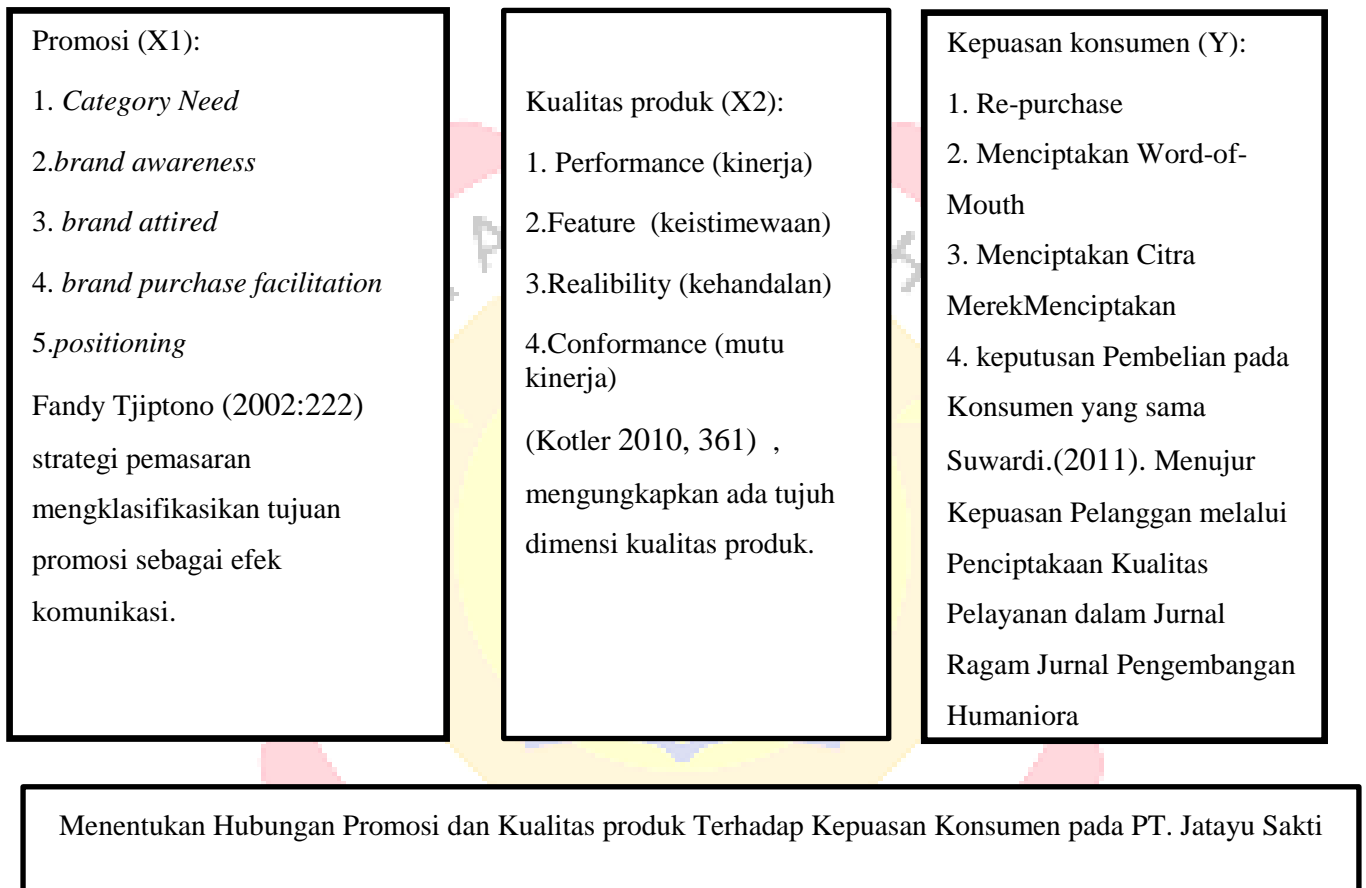 Promosi (X1):
1. Category Need
2.brand awareness
3. brand attired
4. brand purchase facilitation
5.positioning
Fandy Tjiptono (2002:222)
strategi pemasaran
mengklasifikasikan tujuan
promosi sebagai efek
komunikasi.
Kualitas produk (X2):
1. Performance (kinerja)
2.Feature (keistimewaan)
3.Realibility (kehandalan)
4.Conformance (mutu
kinerja)
(Kotler 2010, 361) ,
mengungkapkan ada tujuh
dimensi kualitas produk.
Kepuasan konsumen (Y):
1. Re-purchase
2. Menciptakan Word-of-
Mouth
3. Menciptakan Citra
MerekMenciptakan
4. keputusan Pembelian pada
Konsumen yang sama
Suwardi.(2011). Menujur
Kepuasan Pelanggan melalui
Penciptakaan Kualitas
Pelayanan dalam Jurnal
Ragam Jurnal Pengembangan
Humaniora
Menentukan Hubungan Promosi dan Kualitas produk Terhadap Kepuasan Konsumen pada PT. Jatayu Sakti